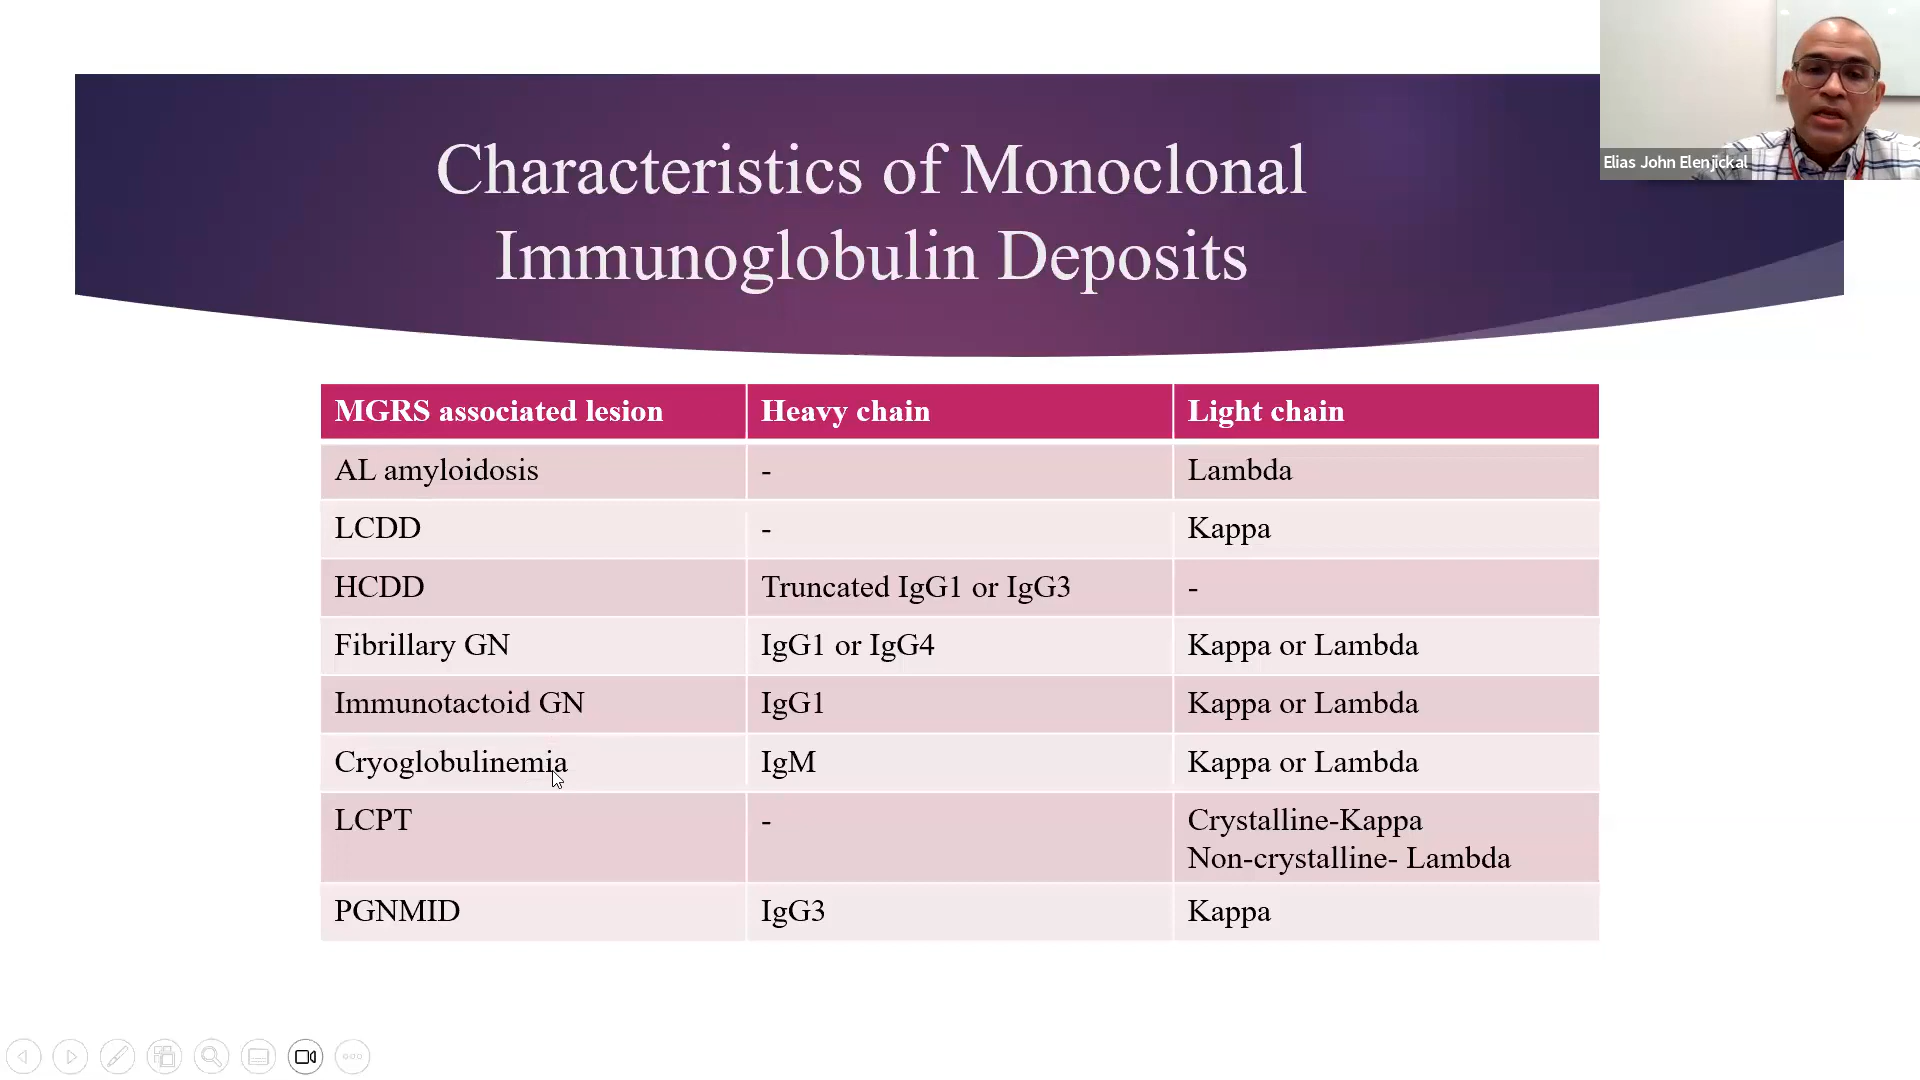 Characteristics of Monoclonal
Immunoglobulin Deposits
Elias John Elenjickal
MGRS associated lesion Heavy chain Light chain
AL amyloidosis - Lambda
LCDD - Kappa
HCDD Truncated IgG1 or IgG3 -
Fibrillary GN IgG1 or IgG4 Kappa or Lambda
Immunotactoid GN IgG1 Kappa or Lambda
Cryoglobulinemia IgM Kappa or Lambda
LCPT - Crystalline-Kappa
Non-crystalline- Lambda
PGNMID IgG3 Kappa